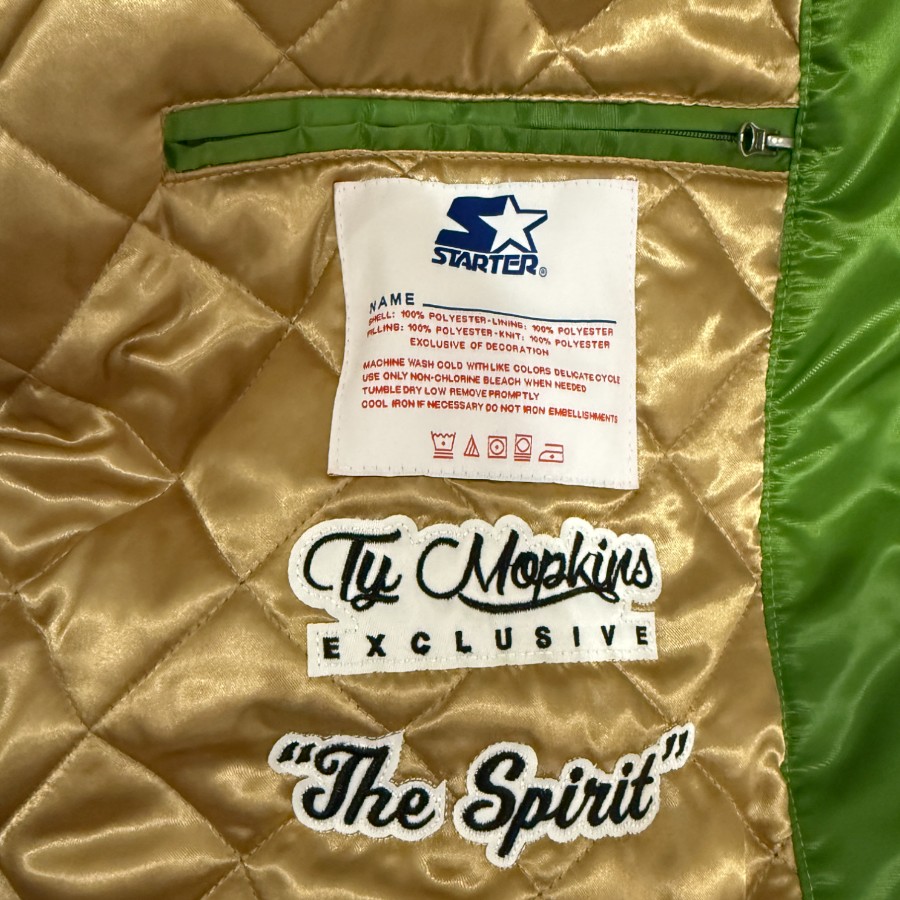 STARTER®
NAME
SHELL: 100% POLYESTER-LINING: 100% POLYESTER
FILLING: 100% POLYESTER-KNIT: 100% POLYESTER
EXCLUSIVE OF DECORATION
MACHINE WASH COLD WITH LIKE COLORS DELICATE CYCLE
USE ONLY NON-CHLORINE BLEACH WHEN NEEDED
TUMBLE DRY LOW REMOVE PROMPTLY
COOL IRON IF NECESSARY DO NOT IRON EMBELLISHMENTS
Ty Mopkins
EXCLUSIVE
“The Spirit”